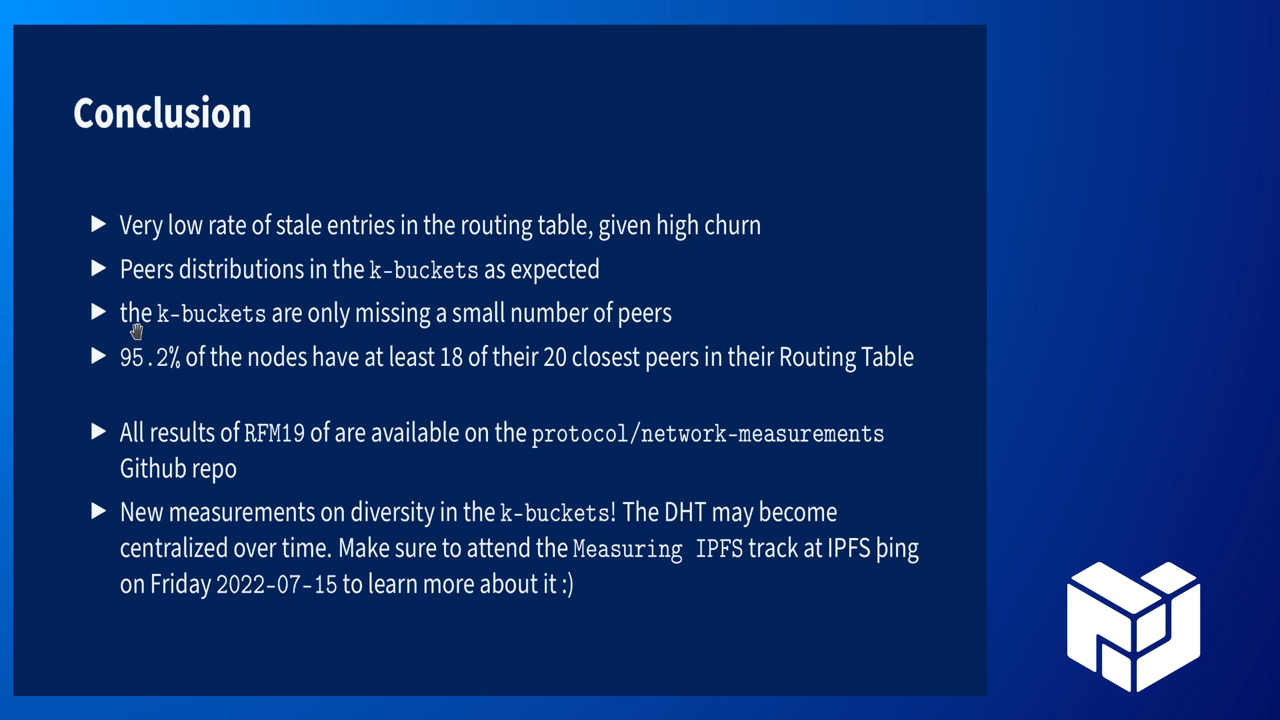 Conclusion
Very low rate of stale entries in the routing table, given high churn
Peers distributions in the k-buckets as expected
the k-buckets are only missing a small number of peers
95.2% of the nodes have at least 18 of their 20 closest peers in their Routing Table
All results of RFM19 of are available on the protocol/network-measurements
Github repo
New measurements on diversity in the k-buckets! The DHT may become
centralized over time. Make sure to attend the Measuring IPFS track at IPFS þing
on Friday 2022-07-15 to learn more about it :)